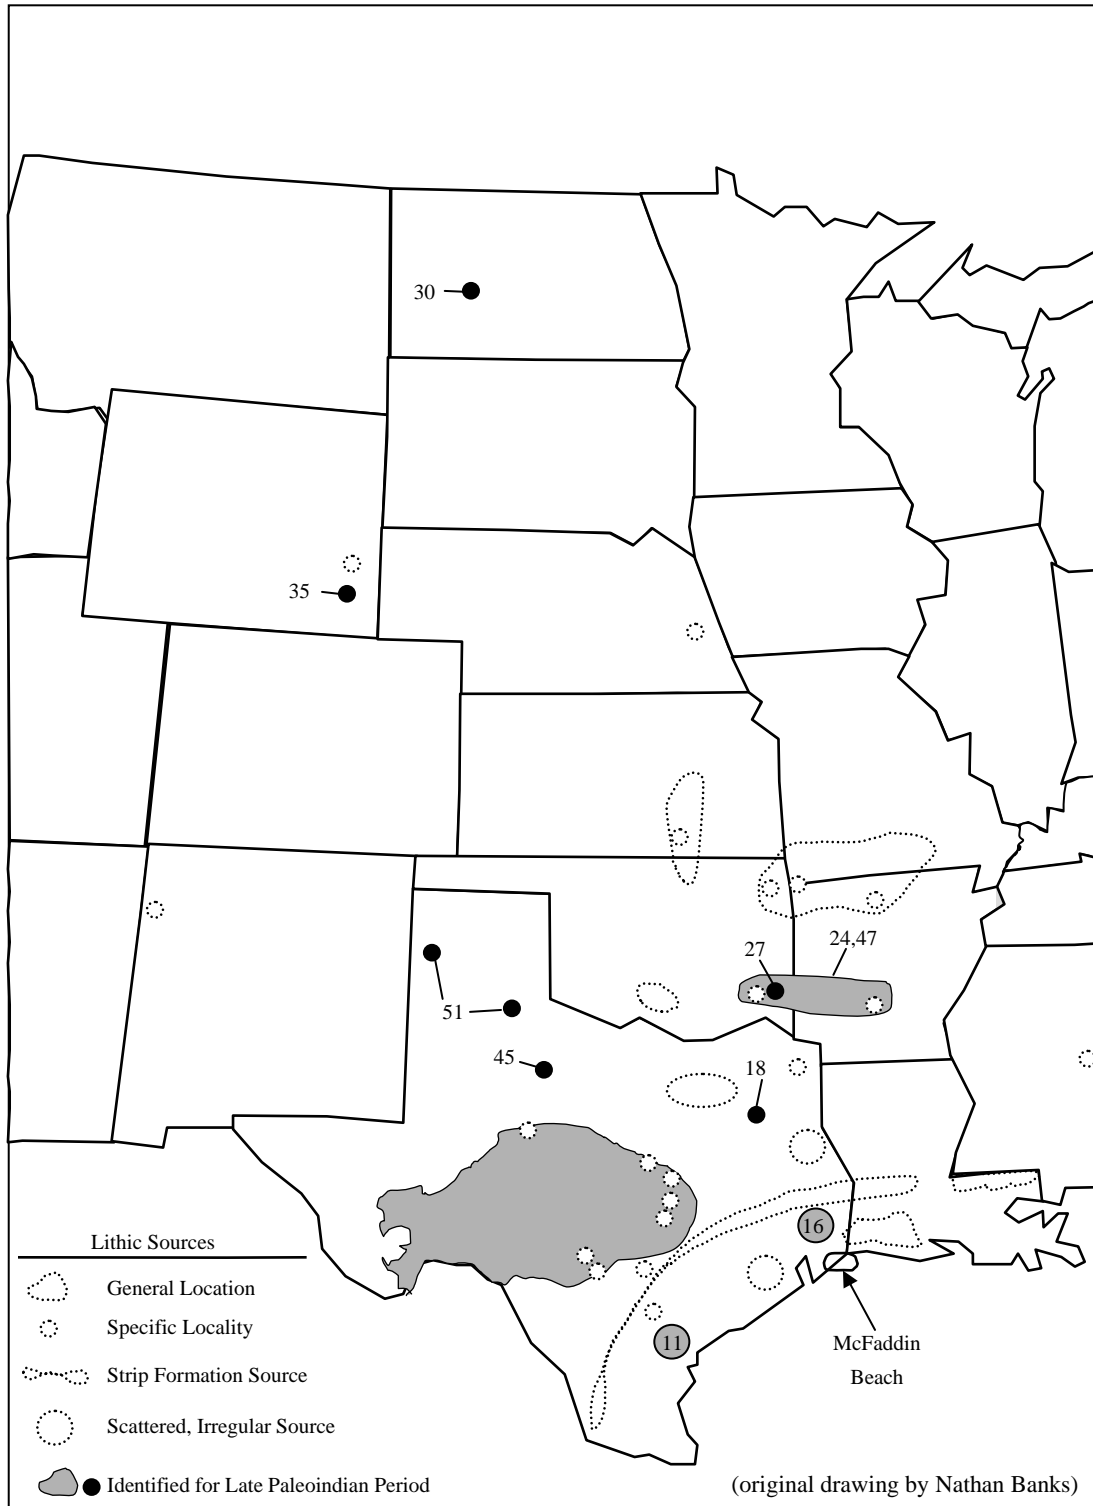 30
35
24,47
27
51
45
18
16
11
McFaddin
Beach
Lithic Sources
General Location
Specific Locality
Strip Formation Source
Scattered, Irregular Source
Identified for Late Paleoindian Period
(original drawing by Nathan Banks)